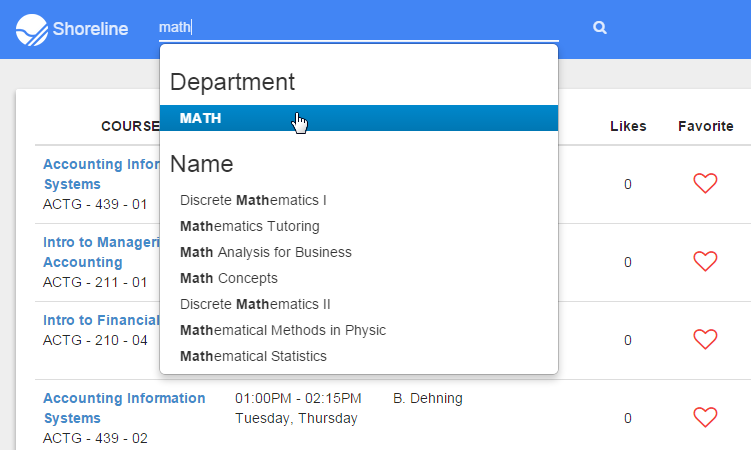 Shoreline
math
Department
MATH
Name
Discrete Mathematics I
Mathematics Tutoring
Math Analysis for Business
Math Concepts
Discrete Mathematics II
Mathematical Methods in Physic
Mathematical Statistics
COURSE
Likes
Favorite
Accounting Infor
Systems
ACTG - 439 - 01
0
Intro to Manageri
Accounting
ACTG - 211 - 01
0
Intro to Financial
ACTG - 210 - 04
0
Accounting Information
Systems
ACTG - 439 - 02
01:00PM - 02:15PM
Tuesday, Thursday
B. Dehning
0